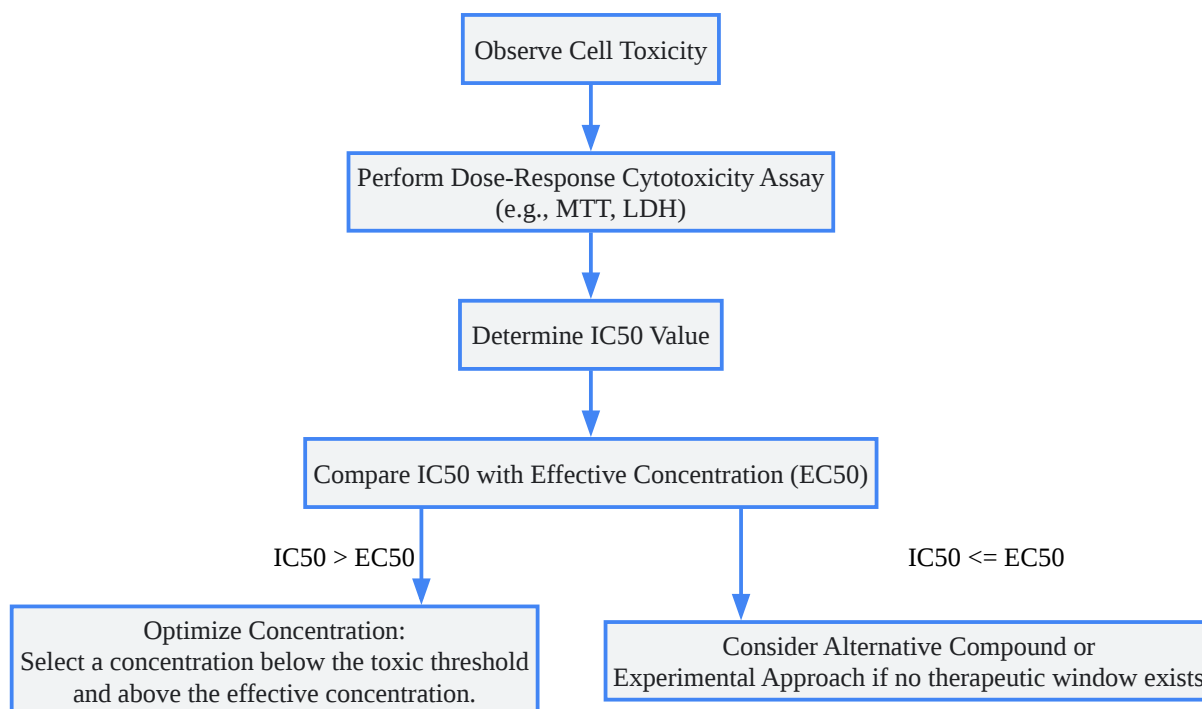 Observe Cell Toxicity
Perform Dose-Response Cytotoxicity Assay
(e.g., MTT, LDH)
Determine IC50 Value
Compare IC50 with Effective Concentration (EC50)
IC50 > EC50
IC50 <= EC50
Optimize Concentration:
Select a concentration below the toxic threshold
and above the effective concentration.
Consider Alternative Compound or
Experimental Approach if no therapeutic window exists.